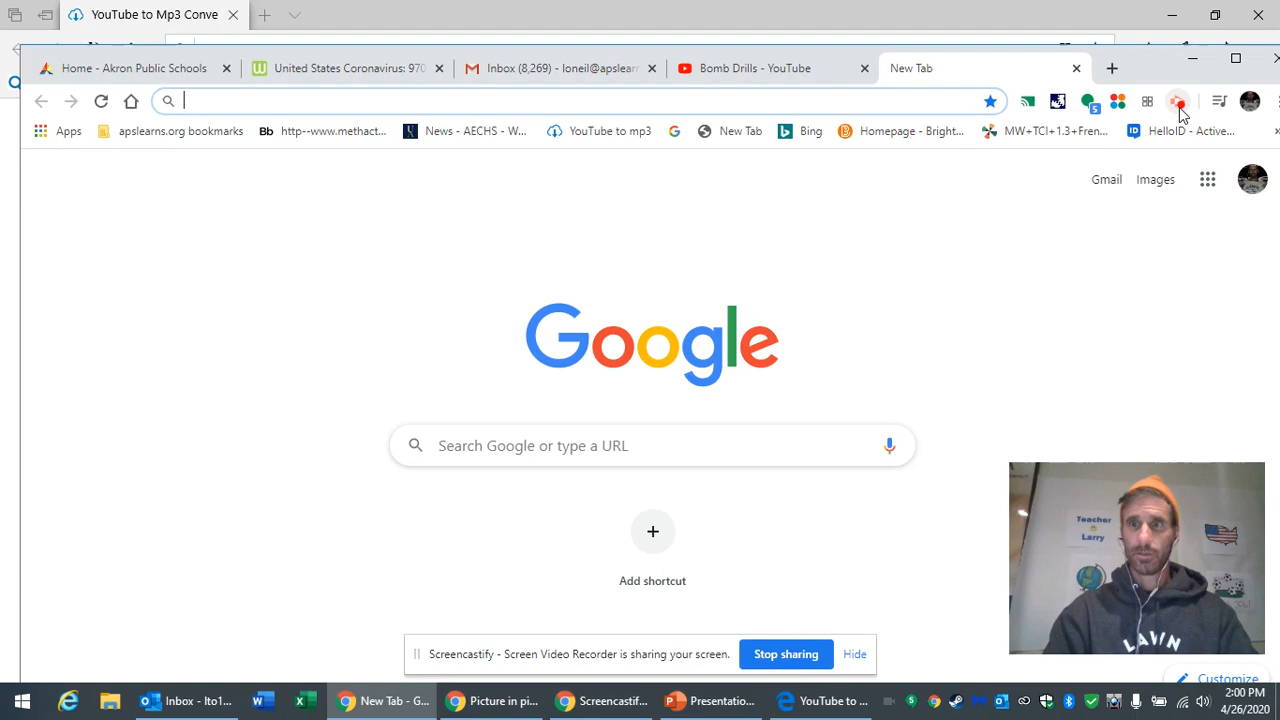 YouTube to Mp3 Conve
Home - Akron Public Schools
United States Coronavirus: 970
Inbox (8,269) - loneil@apslearn
Bomb Drills - YouTube
New Tab
5
Apps
apslearns.org bookmarks
Bb http--www.methact...
News - AECHS - W...
YouTube to mp3
New Tab
Bing
Homepage - Bright...
MW+TCI+1.3+Fren...
HelloID - Active...
Gmail
Images
Google
Search Google or type a URL
Add shortcut
Teacher
Larry
LAVIN
Screencastify - Screen Video Recorder is sharing your screen.
Stop sharing
Hide
Customize
Inbox - lto1...
New Tab - G...
Picture in pi...
Screencastif...
Presentatio...
YouTube to ...
2:00 PM
4/26/2020